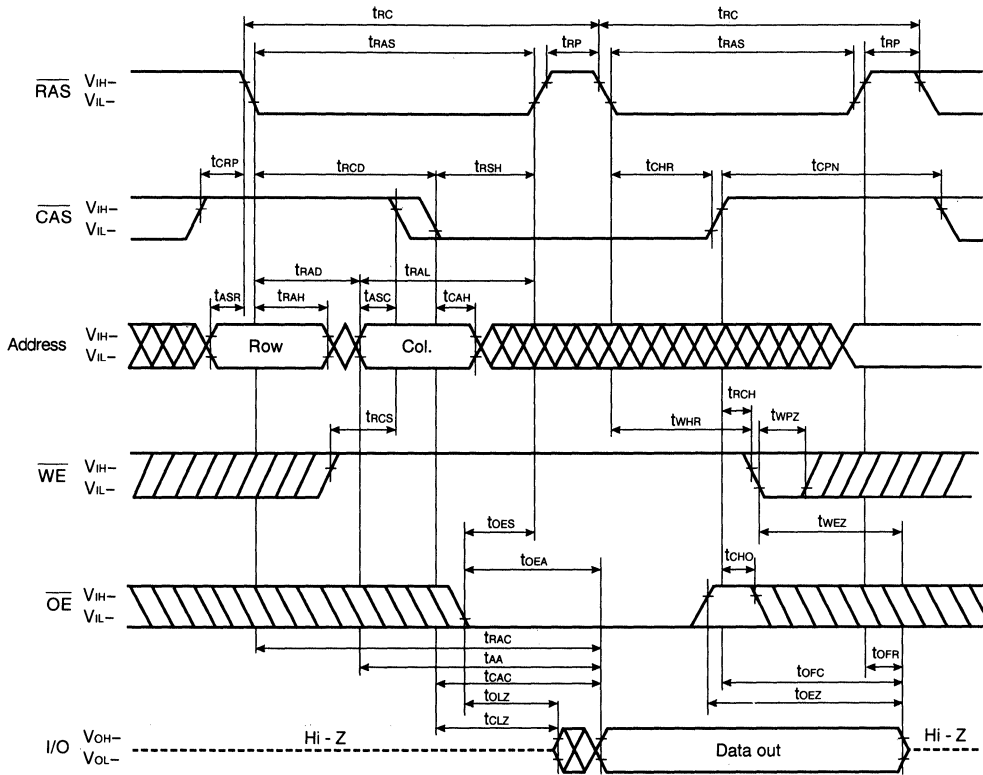 tRC tRC
tRAS tRP tRAS tRP
RAS VIH–
VIL–
tCRP tRCD tRSH tCHR tCPN
CAS VIH–
VIL–
tRAD tRAL
tASR tRAH tASC tCAH
Address VIH– Row Col.
VIL–
tRCH
tRCS tWHR tWPZ
WE VIH–
VIL–
tOES tWEZ
tOEA tCHO
OE VIH–
VIL–
tRAC
tAA tOFR
tCAC tOFC
tOLZ tOEZ
tCLZ
I/O VOH– Hi - Z Data out Hi - Z
VOL–